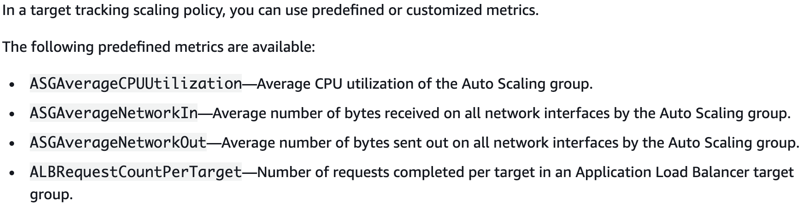 In a target tracking scaling policy, you can use predefined or customized metrics.
The following predefined metrics are available:
• ASGAverageCPUUtilization—Average CPU utilization of the Auto Scaling group.
• ASGAverageNetworkIn—Average number of bytes received on all network interfaces by the Auto Scaling group.
• ASGAverageNetworkOut—Average number of bytes sent out on all network interfaces by the Auto Scaling group.
• ALBRequestCountPerTarget—Number of requests completed per target in an Application Load Balancer target
group.